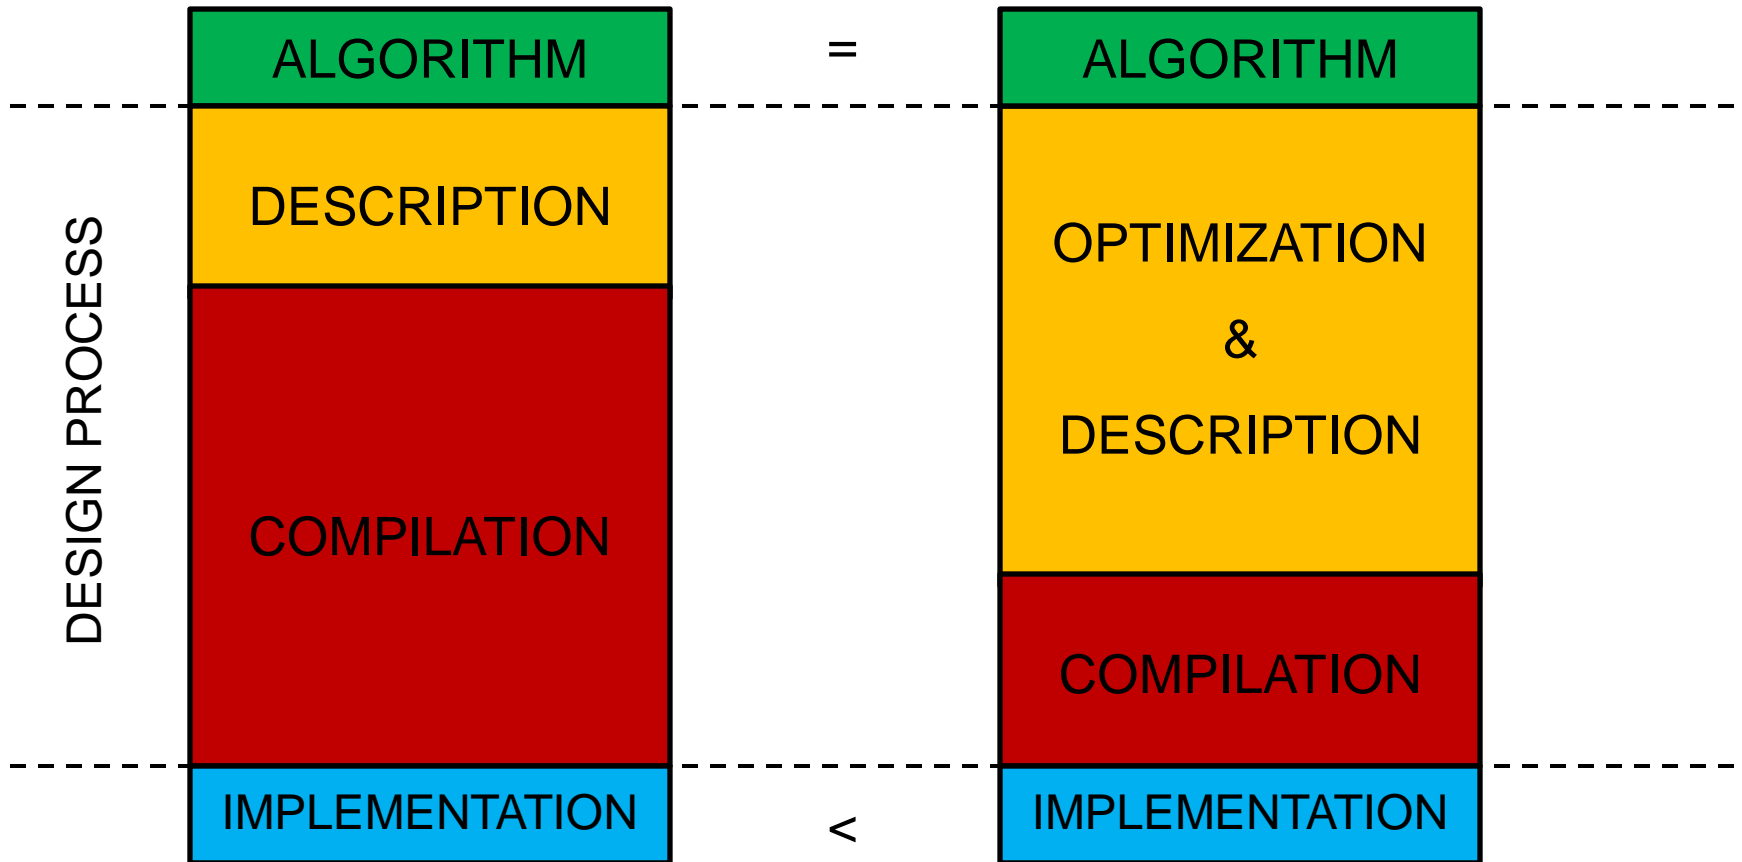 ALGORITHM
=
ALGORITHM
DESIGN PROCESS
DESCRIPTION
COMPILATION
OPTIMIZATION
&
DESCRIPTION
COMPILATION
IMPLEMENTATION
<
IMPLEMENTATION